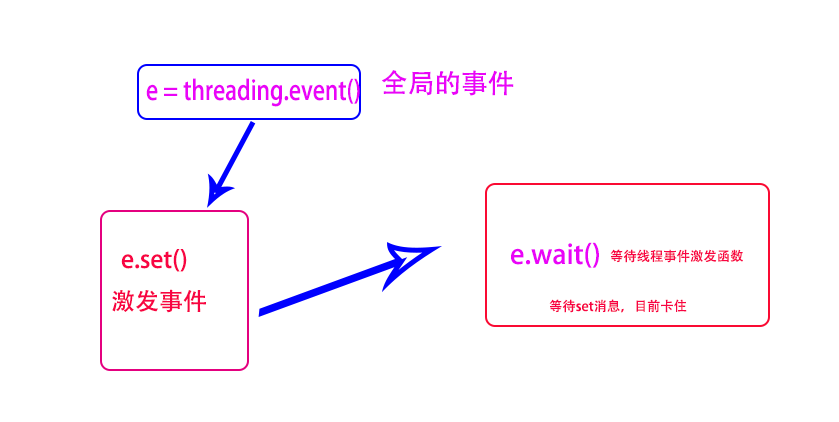 e = threading.event()
全局的事件
e.set()
激发事件
e.wait() 等待线程事件激发函数
等待set消息，目前卡住